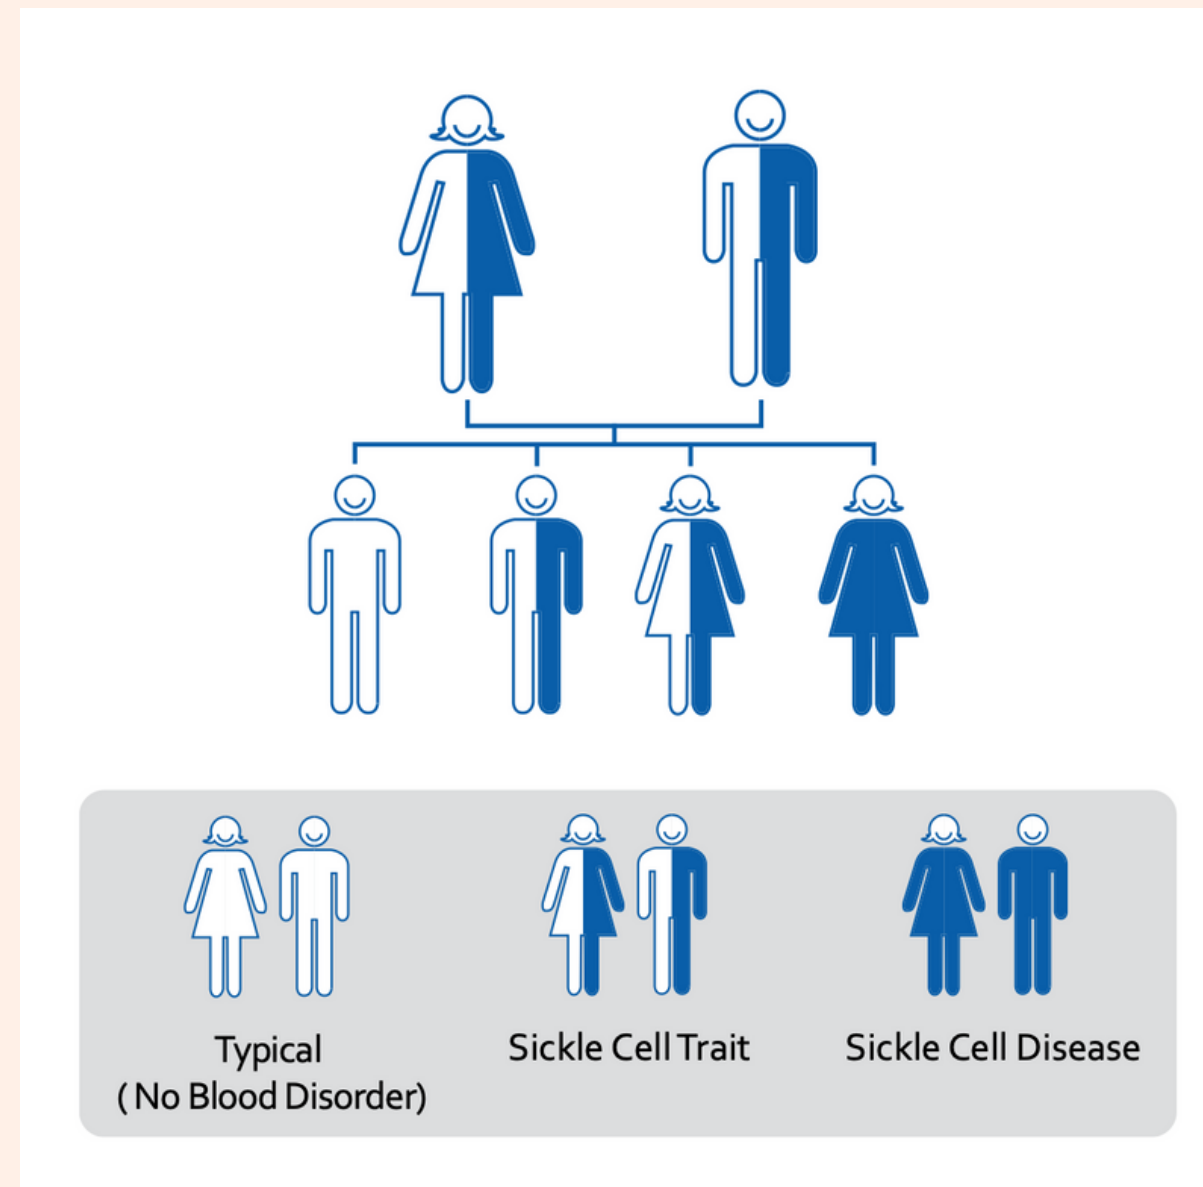 Typical
( No Blood Disorder)
Sickle Cell Trait
Sickle Cell Disease